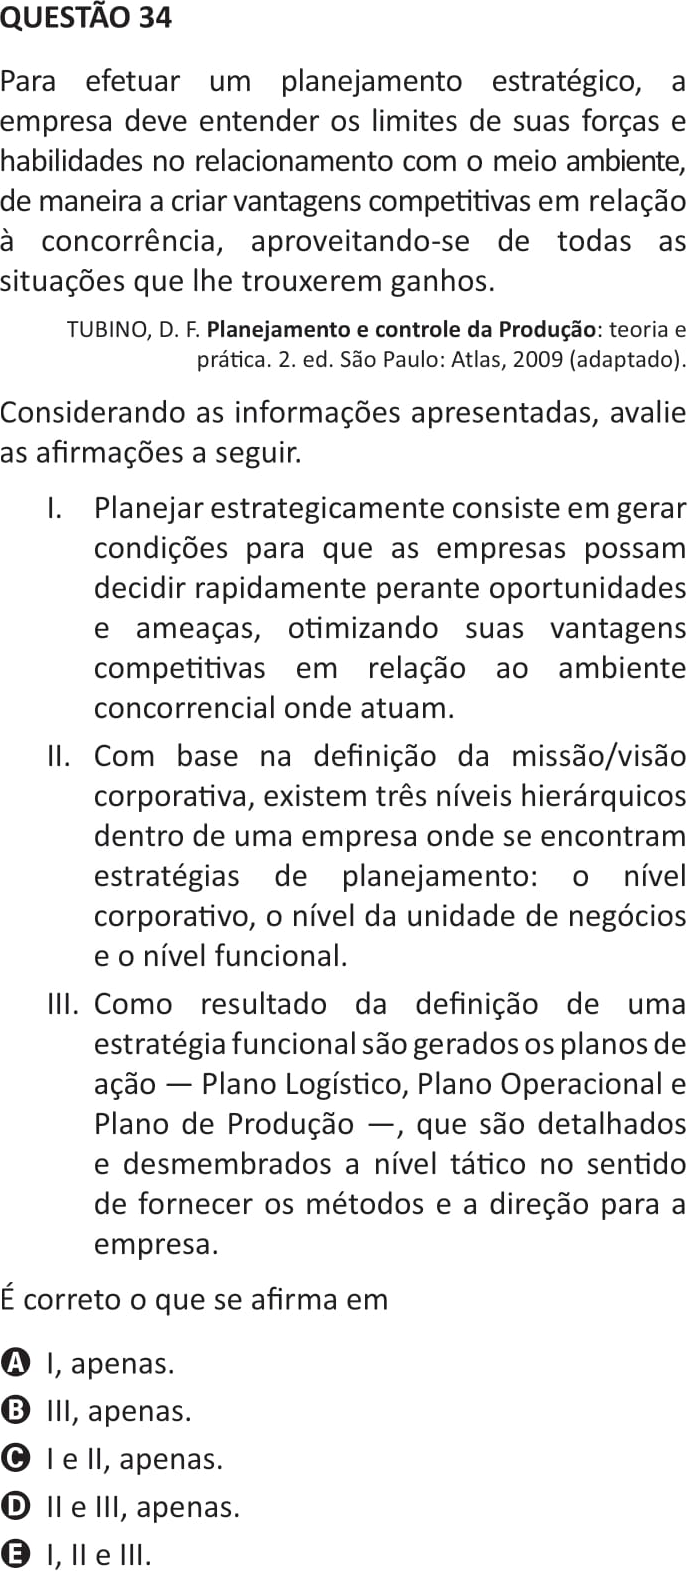 QUESTÃO 34
Para efetuar um planejamento estratégico, a
empresa deve entender os limites de suas forças e
habilidades no relacionamento com o meio ambiente,
de maneira a criar vantagens competitivas em relação
à concorrência, aproveitando-se de todas as
situações que lhe trouxerem ganhos.
TUBINO, D. F. Planejamento e controle da Produção: teoria e
prática. 2. ed. São Paulo: Atlas, 2009 (adaptado).
Considerando as informações apresentadas, avalie
as afirmações a seguir.
I. Planejar estrategicamente consiste em gerar
condições para que as empresas possam
decidir rapidamente perante oportunidades
e ameaças, otimizando suas vantagens
competitivas em relação ao ambiente
concorrencial onde atuam.
II. Com base na definição da missão/visão
corporativa, existem três níveis hierárquicos
dentro de uma empresa onde se encontram
estratégias de planejamento: o nível
corporativo, o nível da unidade de negócios
e o nível funcional.
III. Como resultado da definição de uma
estratégia funcional são gerados os planos de
ação — Plano Logístico, Plano Operacional e
Plano de Produção —, que são detalhados
e desmembrados a nível tático no sentido
de fornecer os métodos e a direção para a
empresa.
É correto o que se afirma em
A I, apenas.
B III, apenas.
C I e II, apenas.
D II e III, apenas.
E I, II e III.